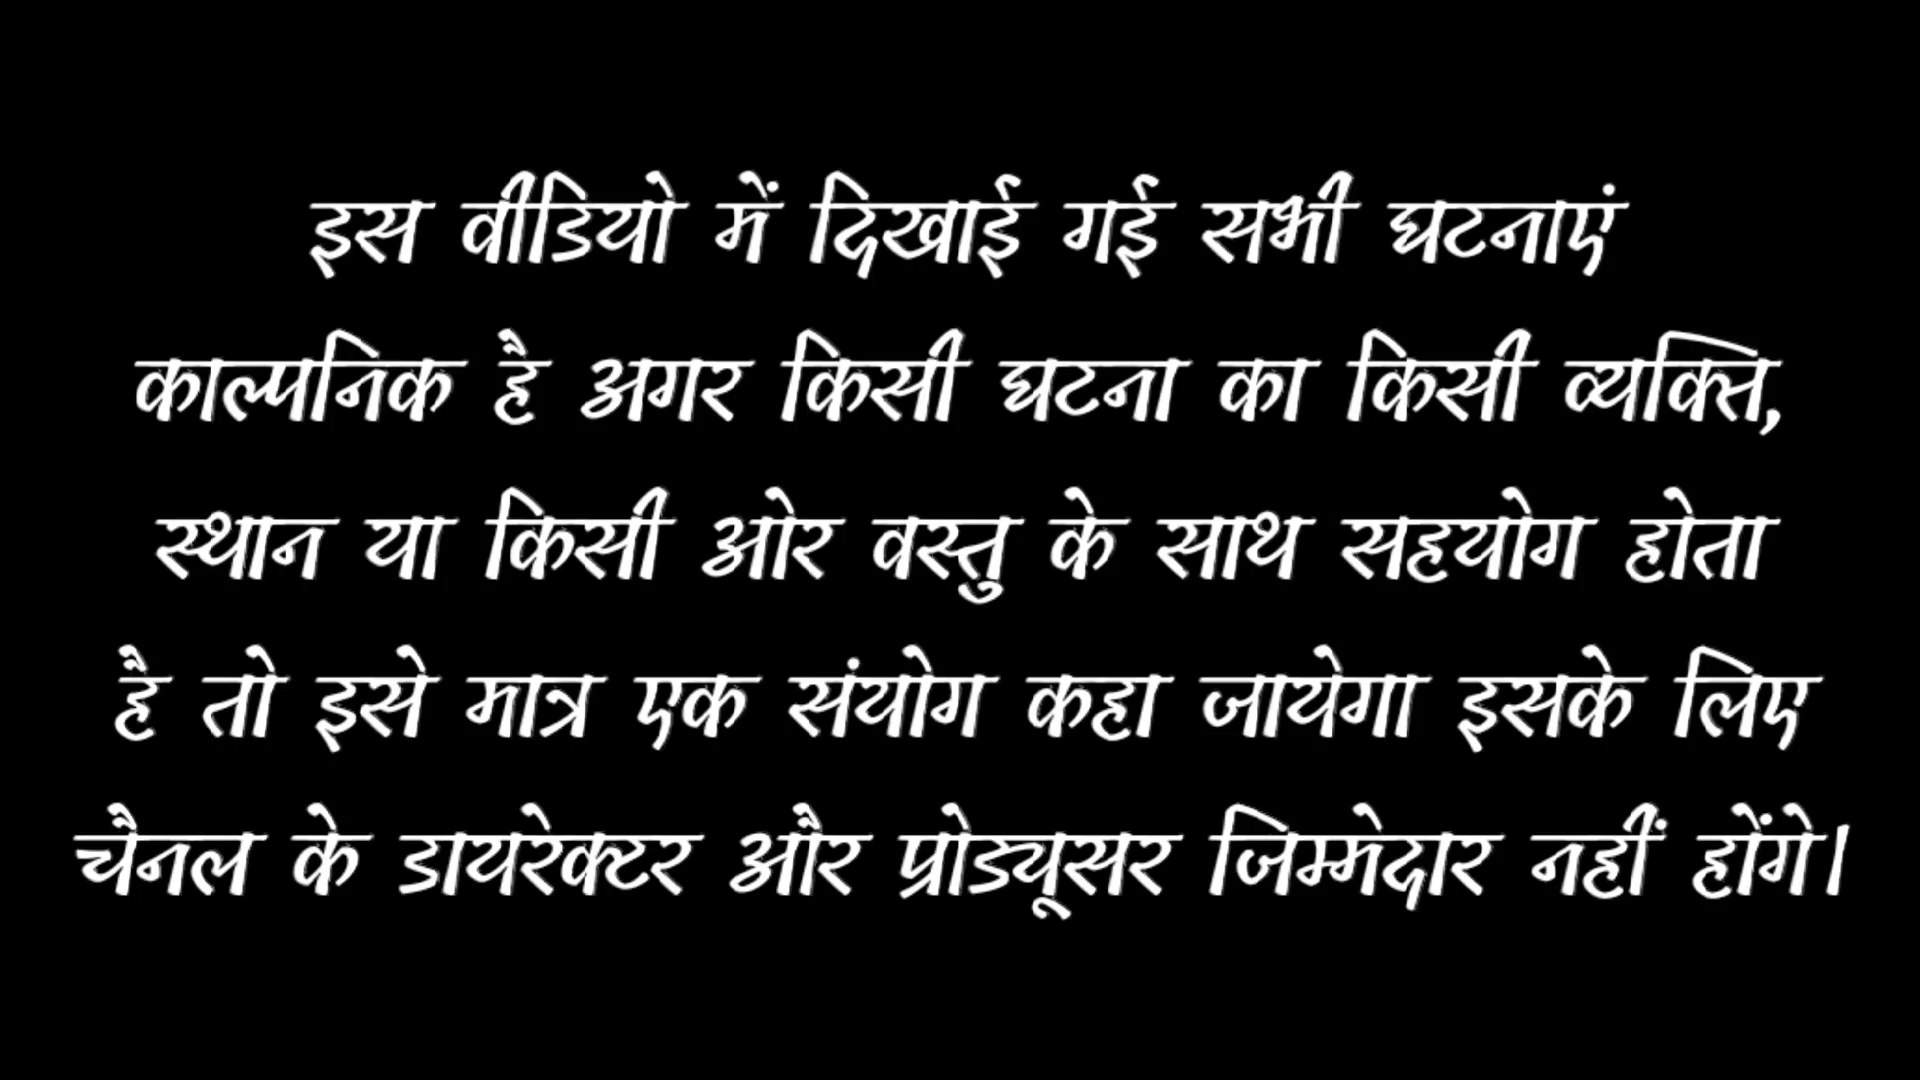 इस वीडियो में दिखाई गई सभी घटनाएं
काल्पनिक है अगर किसी घटना का किसी व्यक्ति,
स्थान या किसी ओर वस्तु के साथ सहयोग होता
है तो इसे मात्र एक संयोग कहा जायेगा इसके लिए
चैनल के डायरेक्टर और प्रोड्यूसर जिम्मेदार नहीं होंगे।